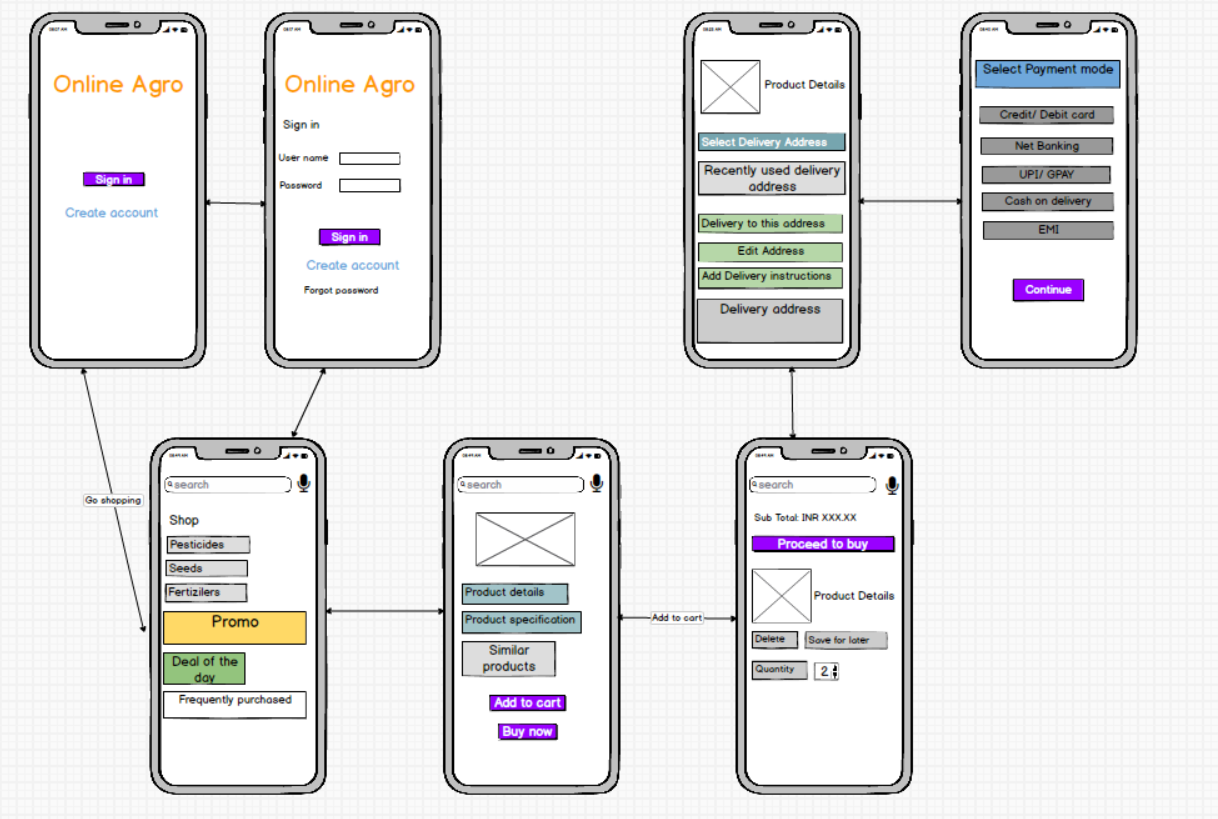 Online Agro
Sign in
Create account
Online Agro
Sign in
User name
Password
Sign in
Create account
Forgot password
Product Details
Select Delivery Address
Recently used delivery
address
Delivery to this address
Edit Address
Add Delivery instructions
Delivery address
Select Payment mode
Credit/ Debit card
Net Banking
UPI/ GPAY
Cash on delivery
EMI
Continue
Go shopping
search
Shop
Pesticides
Seeds
Fertizilers
Promo
Deal of the
day
Frequently purchased
search
Product details
Product specification
Similar
products
Add to cart
Buy now
Add to cart
search
Sub Total: INR XXX.XX
Proceed to buy
Product Details
Delete
Save for later
Quantity
2